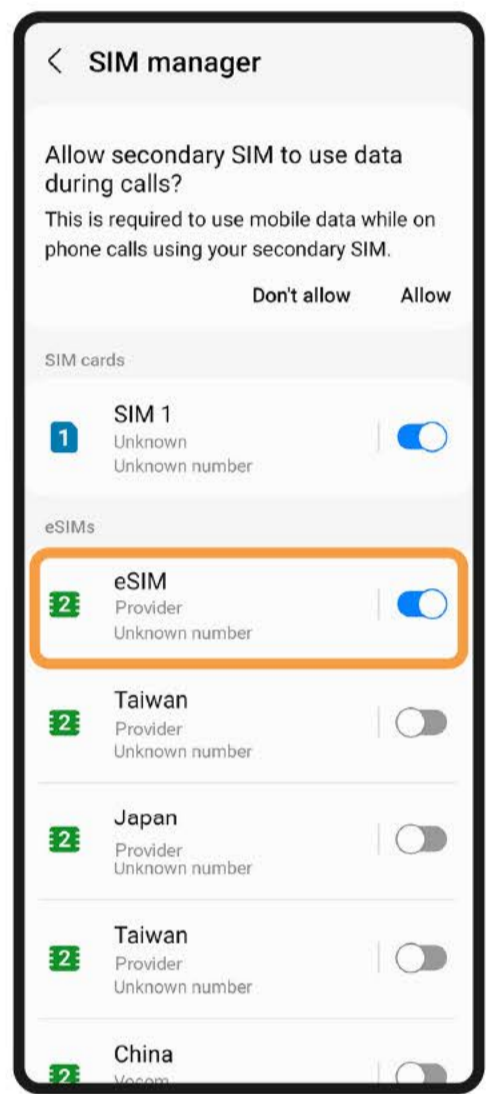 SIM manager
Allow secondary SIM to use data
during calls?
This is required to use mobile data while on
phone calls using your secondary SIM.
Don't allow Allow
SIM cards
1
SIM 1
Unknown
Unknown number
eSIMs
2
eSIM
Provider
Unknown number
2
Taiwan
Provider
Unknown number
2
Japan
Provider
Unknown number
2
Taiwan
Provider
Unknown number
2
China